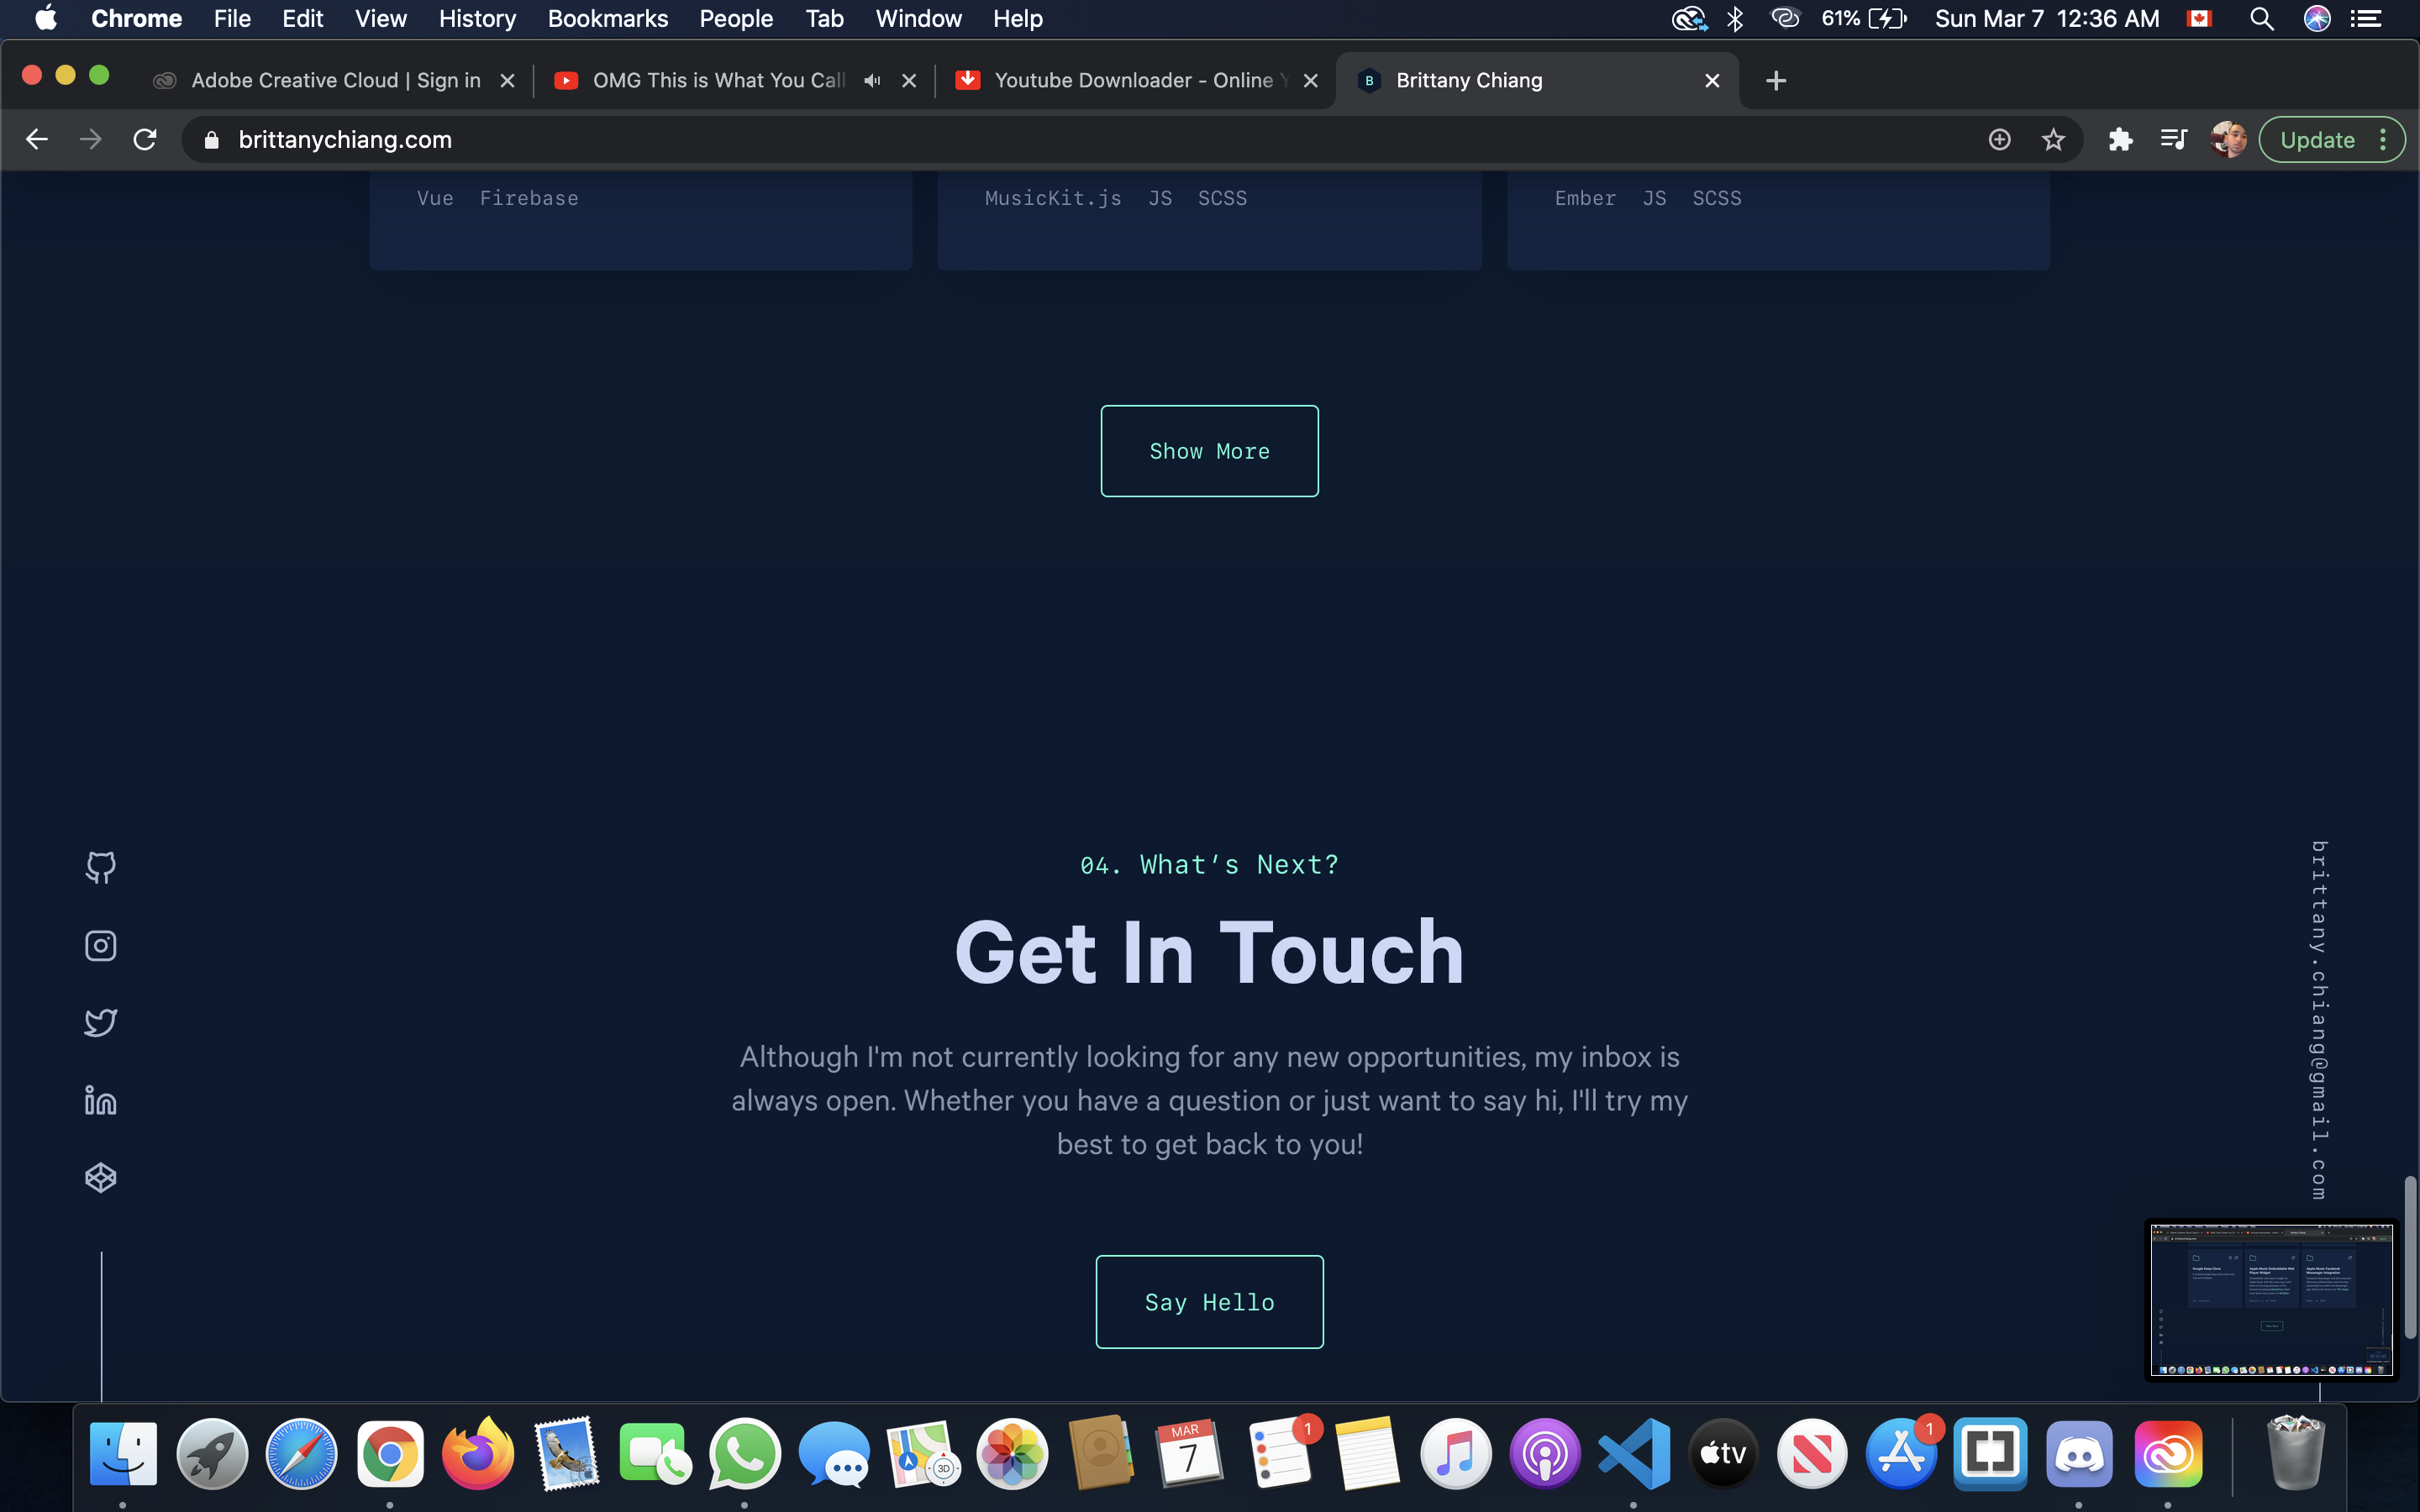 Chrome File Edit View History Bookmarks People Tab Window Help 61% Sun Mar 7 12:36 AM
Adobe Creative Cloud | Sign in OMG This is What You Call Youtube Downloader - Online Brittany Chiang
brittanychiang.com Update
Vue Firebase MusicKit.js JS SCSS Ember JS SCSS
Show More
04. What's Next?
Get In Touch
Although I'm not currently looking for any new opportunities, my inbox is
always open. Whether you have a question or just want to say hi, I'll try my
best to get back to you!
Say Hello
brittany.chiang@gmail.com
3D
MAR
7
1
tv
1